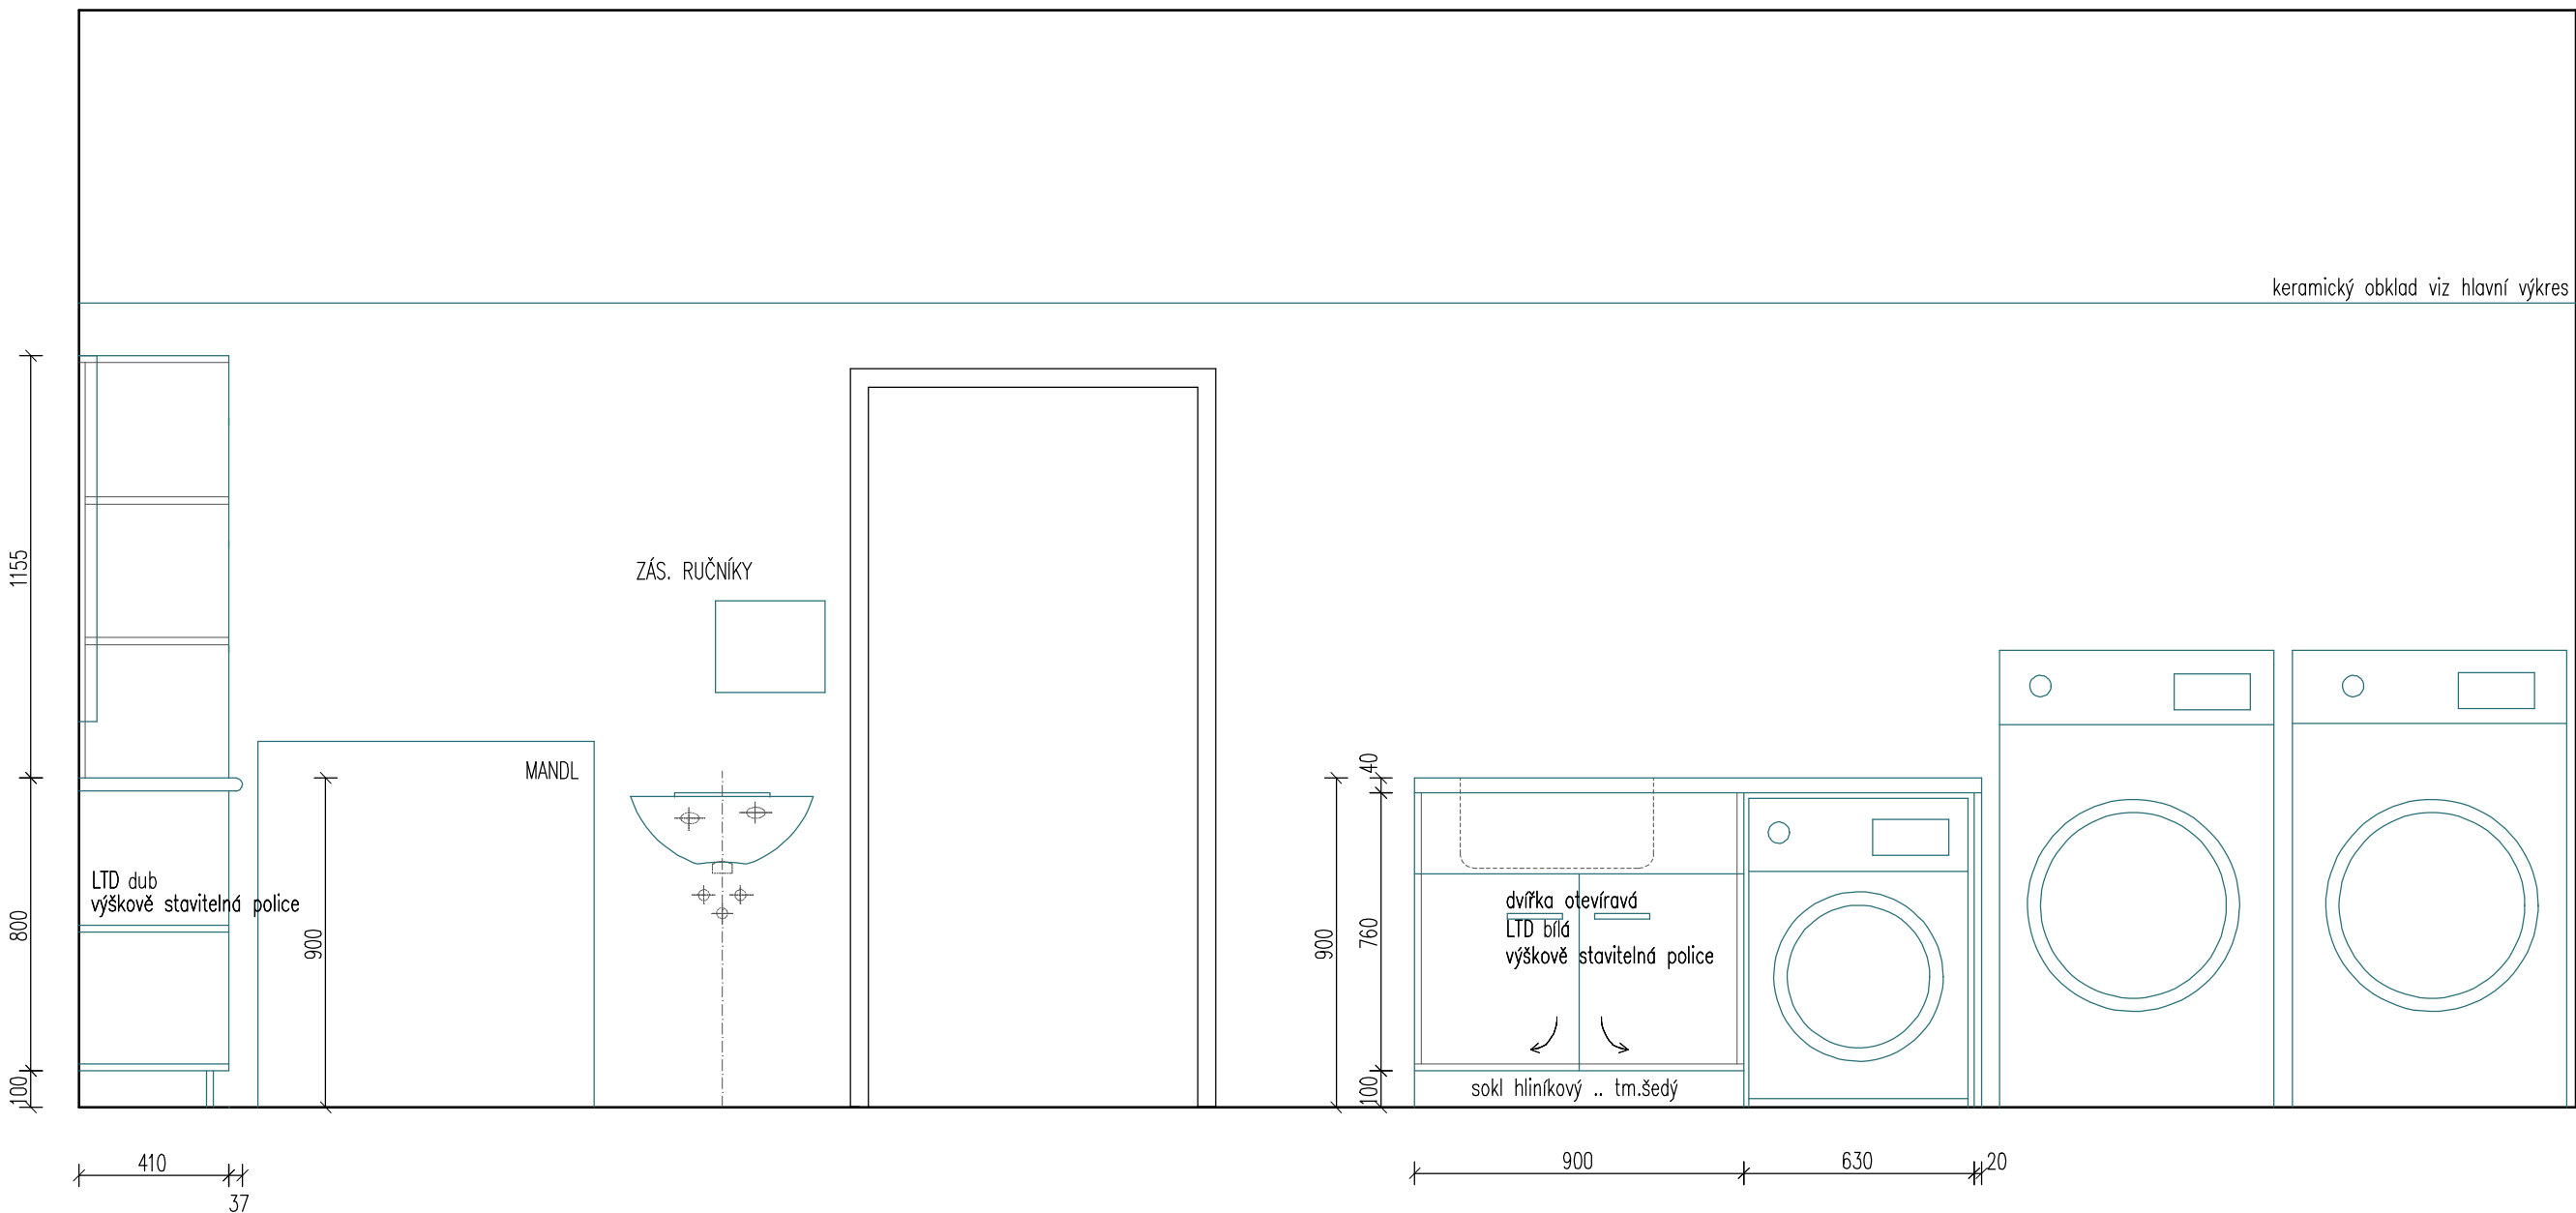 keramický obklad viz hlavní výkres
1155
ZÁS. RUČNÍKY
MANDL
40
LTD dub
výškově stavitelná police
800
900
900
760
dvířka otevíravá
LTD bílá
výškově stavitelná police
100
100
sokl hliníkový .. tm.šedý
410
37
900
630
20